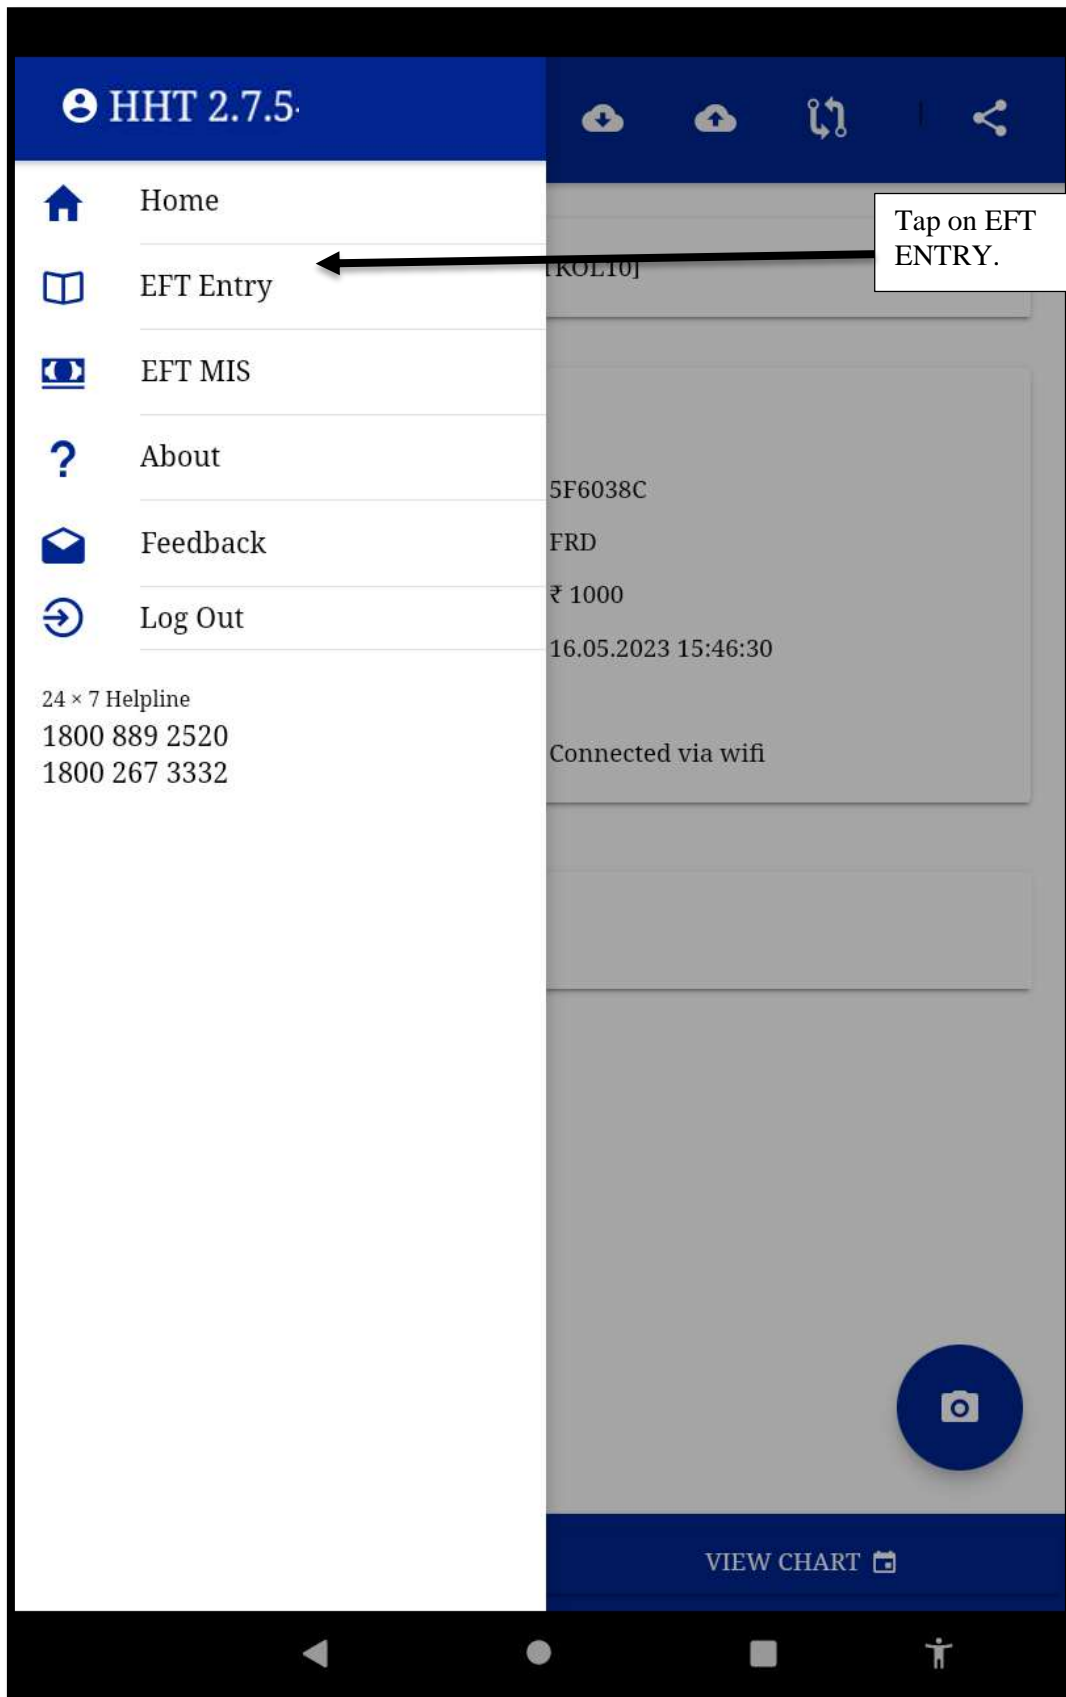 HHT 2.7.5
Home
EFT Entry
EFT MIS
About
Feedback
Log Out
24 × 7 Helpline
1800 889 2520
1800 267 3332
Tap on EFT
ENTRY.
5F6038C
FRD
₹ 1000
16.05.2023 15:46:30
Connected via wifi
VIEW CHART